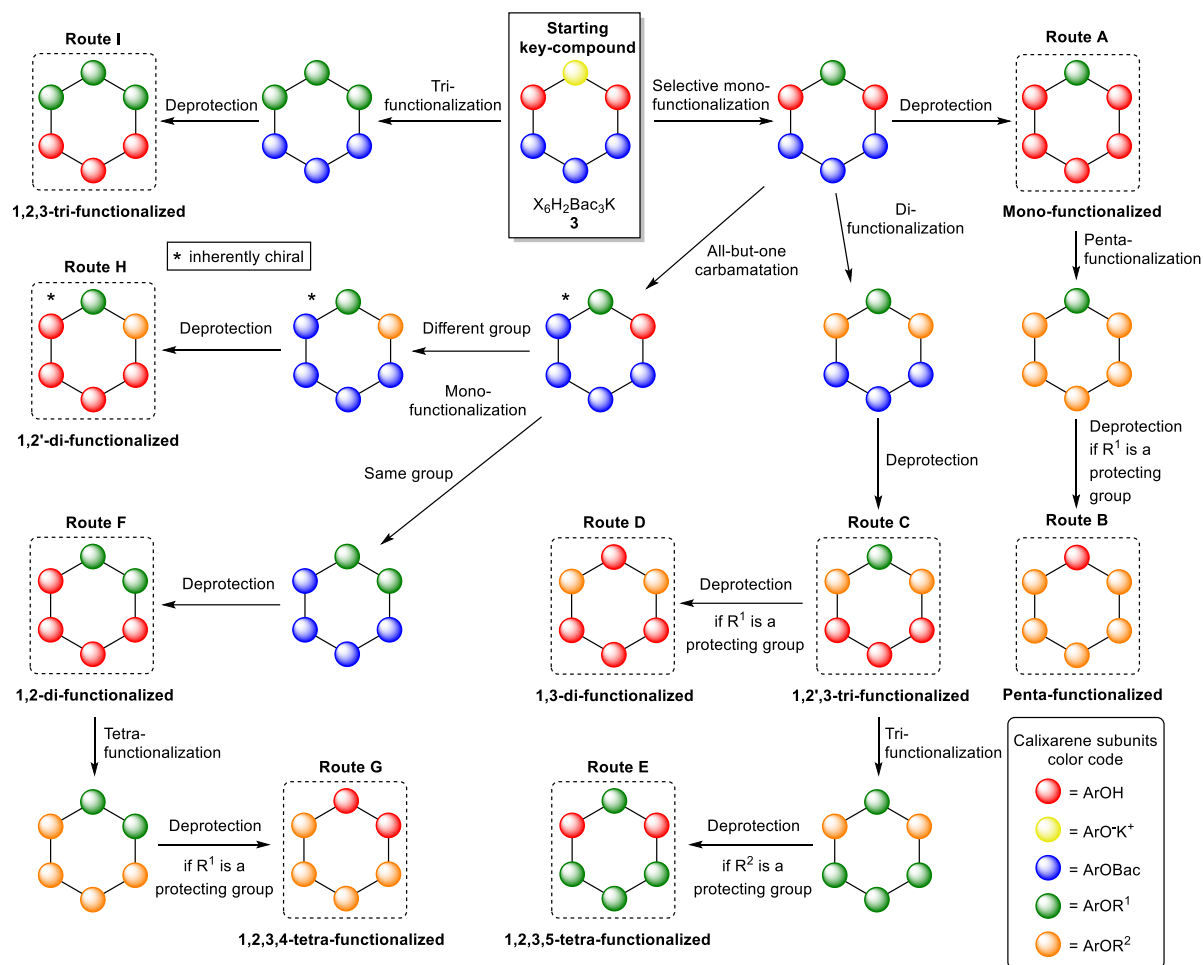 Route I
Starting
key-compound
Route A
Tri-
functionalization
Selective mono-
functionalization
Deprotection
Deprotection
X₆H₂Bac₃K
3
1,2,3-tri-functionalized
Mono-functionalized
Di-
functionalization
Penta-
functionalization
All-but-one
carbamatation
* inherently chiral
Route H
*
*
*
Deprotection
Different group
Mono-
functionalization
1,2'-di-functionalized
Deprotection
if R¹ is a
protecting
group
Same group
Deprotection
Route F
Route D
Route C
Route B
Deprotection
Deprotection
if R¹ is a
protecting group
1,2-di-functionalized
1,3-di-functionalized
1,2',3-tri-functionalized
Penta-functionalized
Tetra-
functionalization
Tri-
functionalization
Calixarene subunits
color code
Route G
Route E
Deprotection
if R¹ is a
protecting group
Deprotection
if R² is a
protecting group
= ArOH
= ArO⁻K⁺
= ArOBac
= ArOR¹
= ArOR²
1,2,3,4-tetra-functionalized
1,2,3,5-tetra-functionalized